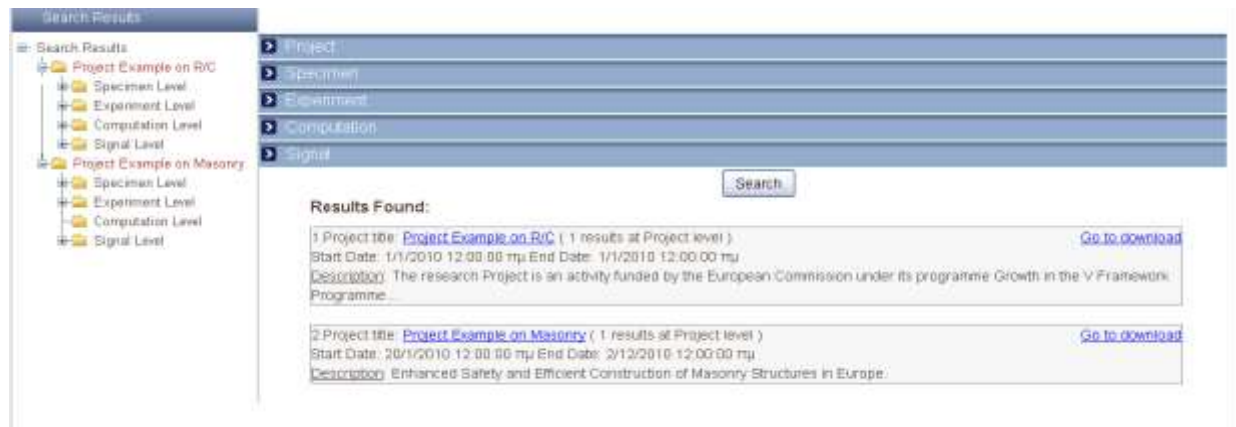 Search Results
Search Results
Project Example on R/C
Specimen Level
Experiment Level
Computation Level
Signal Level
Project Example on Masonry
Specimen Level
Experiment Level
Computation Level
Signal Level
Project
Specimen
Experiment
Computation
Signal
Search
Results Found:
1 Project title: Project Example on R/C ( 1 results at Project level ) Go to download
Start Date: 1/1/2010 12:00:00 πμ End Date: 1/1/2010 12:00:00 πμ
Description: The research Project is an activity funded by the European Commission under its programme Growth in the V Framework
Programme...
2 Project title: Project Example on Masonry ( 1 results at Project level ) Go to download
Start Date: 20/1/2010 12:00:00 πμ End Date: 2/12/2010 12:00:00 πμ
Description: Enhanced Safety and Efficient Construction of Masonry Structures in Europe